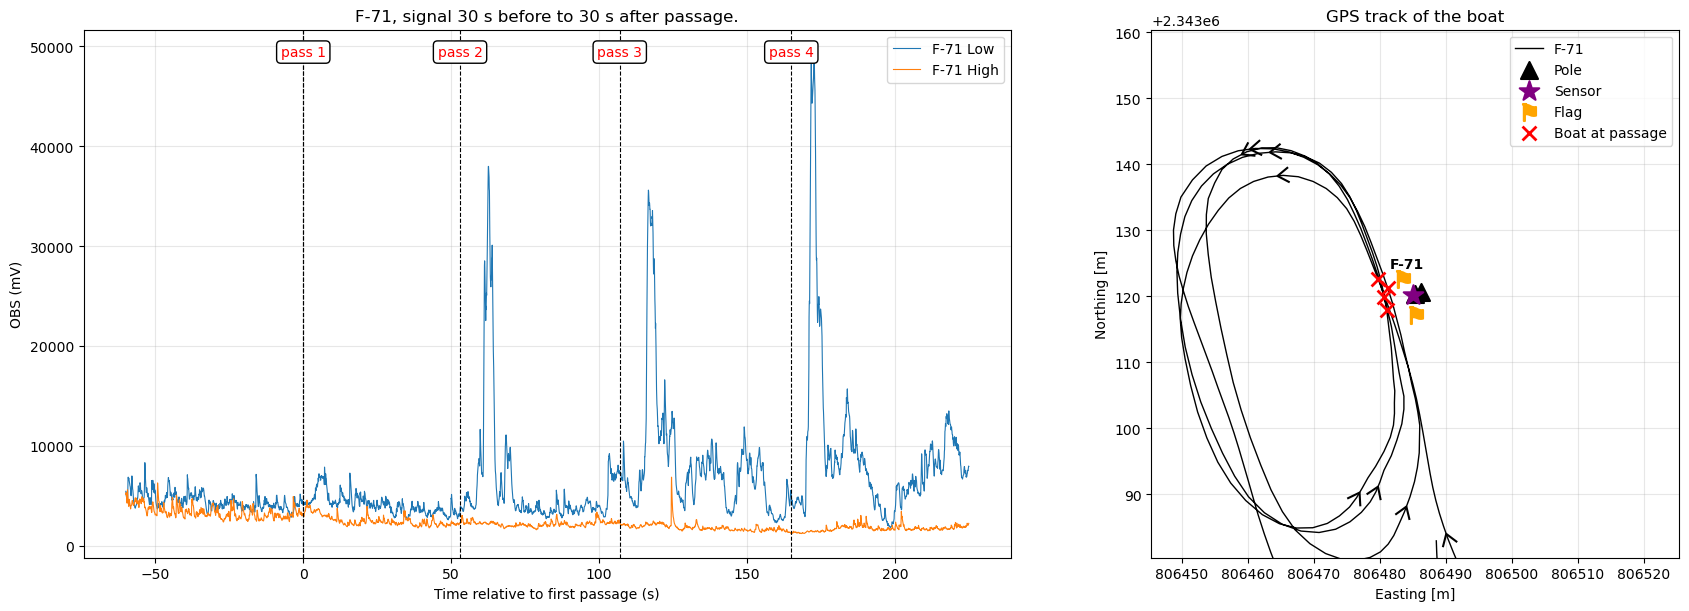 F-71, signal 30 s before to 30 s after passage.
50000
40000
30000
20000
10000
0
OBS (mV)
pass 1
pass 2
pass 3
pass 4
F-71 Low
F-71 High
−50
0
50
100
150
200
Time relative to first passage (s)
GPS track of the boat
+2.343e6
160
150
140
130
120
110
100
90
Northing [m]
F-71
Pole
Sensor
Flag
Boat at passage
F-71
806450
806460
806470
806480
806490
806500
806510
806520
Easting [m]